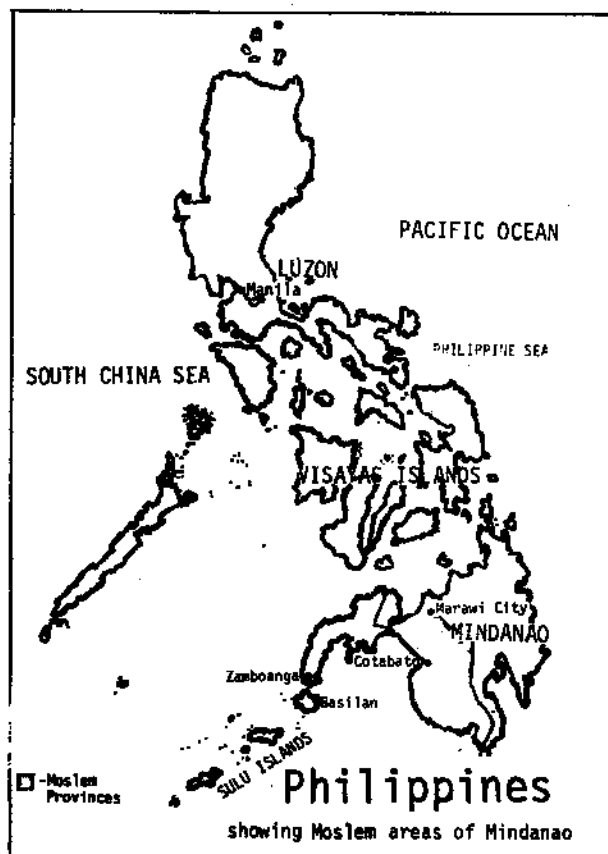 PACIFIC OCEAN
LUZON
Manila
PHILIPPINE SEA
SOUTH CHINA SEA
VISAYAS ISLANDS
Marawi City
MINDANAO
Cotabato
Zamboanga
Basilan
SULU ISLANDS
-Moslem
Provinces
Philippines
showing Moslem areas of Mindanao